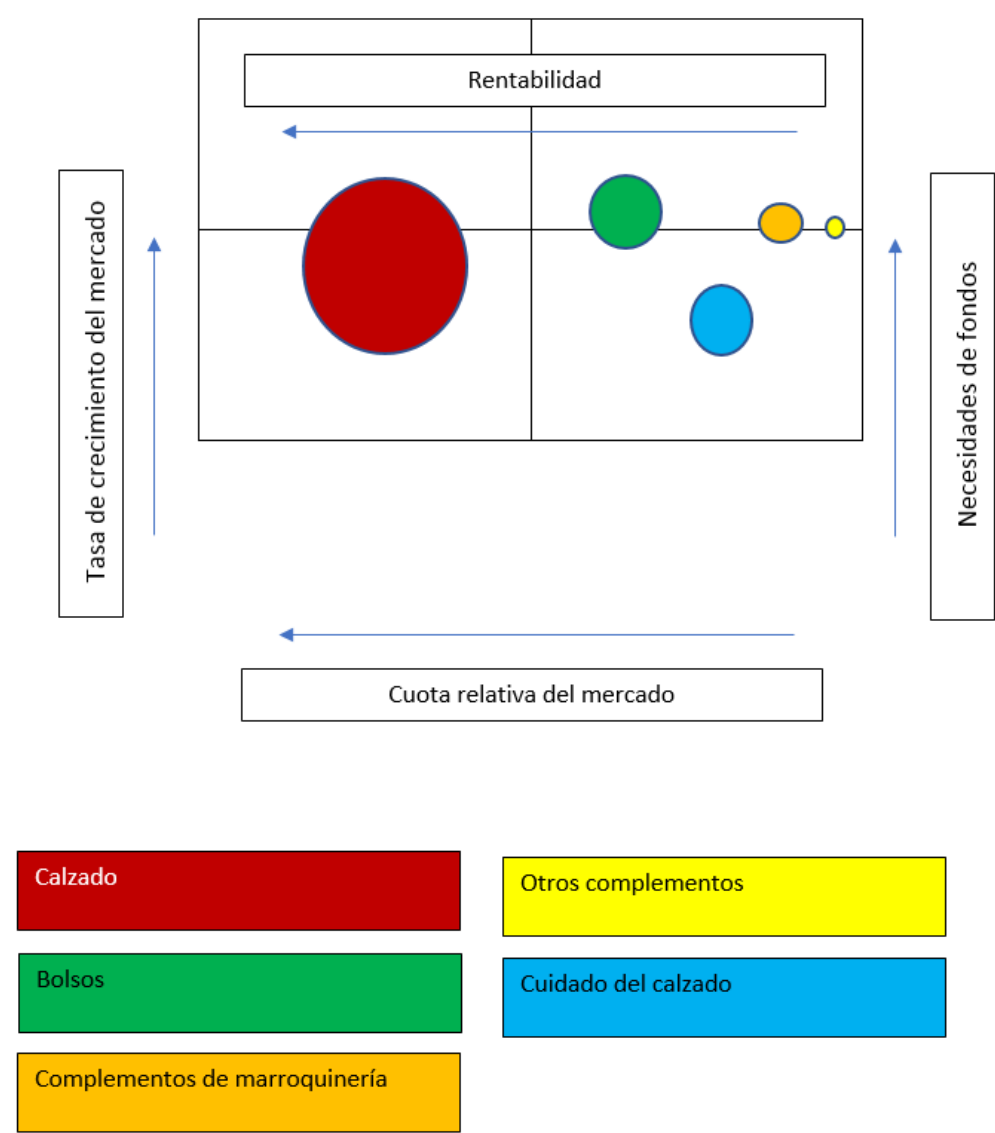 Rentabilidad
Tasa de crecimiento del mercado
Necesidades de fondos
Cuota relativa del mercado
Calzado
Otros complementos
Bolsos
Cuidado del calzado
Complementos de marroquinería